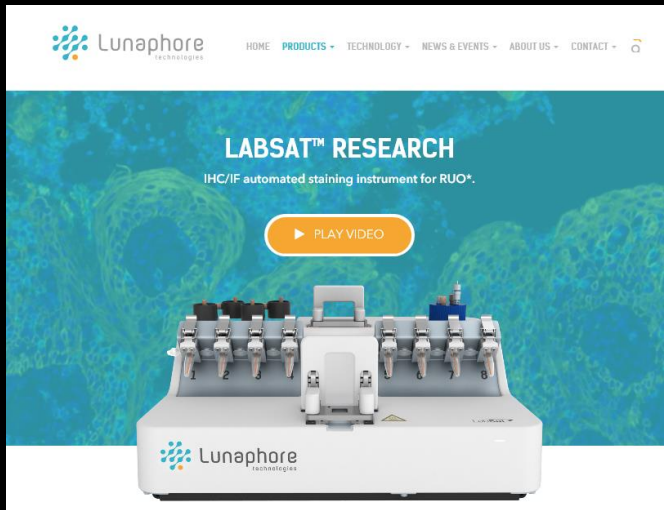 Lunaphore
technologies
HOME PRODUCTS TECHNOLOGY NEWS & EVENTS ABOUT US CONTACT
LABSAT™ RESEARCH
IHC/IF automated staining instrument for RUO*.
PLAY VIDEO
1 2 3 6 7 8
Lunaphore
technologies